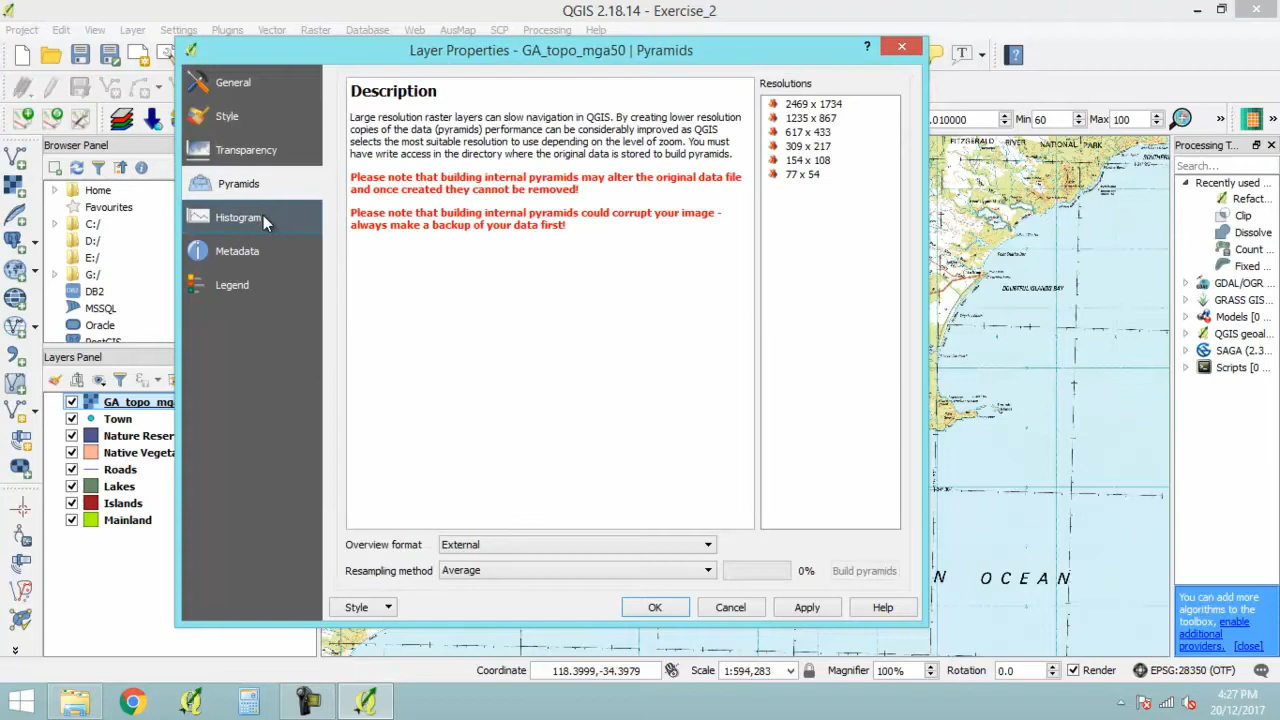 QGIS 2.18.14 - Exercise_2
Project Edit View Layer Settings Plugins Vector Raster Database Web AusMap SCP Processing Help
Layer Properties - GA_topo_mga50 | Pyramids
?
General
Style
Transparency
Pyramids
Histogram
Metadata
Legend
Description
Large resolution raster layers can slow navigation in QGIS. By creating lower resolution
copies of the data (pyramids) performance can be considerably improved as QGIS
selects the most suitable resolution to use depending on the level of zoom. You must
have write access in the directory where the original data is stored to build pyramids.
Please note that building internal pyramids may alter the original data file
and once created they cannot be removed!
Please note that building internal pyramids could corrupt your image -
always make a backup of your data first!
Resolutions
2469 x 1734
1235 x 867
617 x 433
309 x 217
154 x 108
77 x 54
Overview format External
Resampling method Average 0% Build pyramids
Style OK Cancel Apply Help
.010000 Min 60 Max 100
Browser Panel
Home
Favourites
C:/
D:/
E:/
G:/
DB2
MSSQL
Oracle
PostGIS
Layers Panel
GA_topo_mg
Town
Nature Reser
Native Vegeta
Roads
Lakes
Islands
Mainland
FITZGERALD RIVER NATIONAL PARK
DOUBTFUL ISLANDS BAY
N OCEAN
Processing T...
Search...
Recently used ...
Refact...
Clip
Dissolve
Count ...
Fixed ...
GDAL/OGR ...
GRASS GIS...
Models [0 ...
QGIS geoal...
SAGA (2.3...
Scripts [0 ...
You can add more
algorithms to the
toolbox, enable
additional
providers. [close]
Coordinate 118.3999,-34.3979 Scale 1:594,283 Magnifier 100% Rotation 0.0 Render EPSG:28350 (OTF)
4:27 PM
20/12/2017